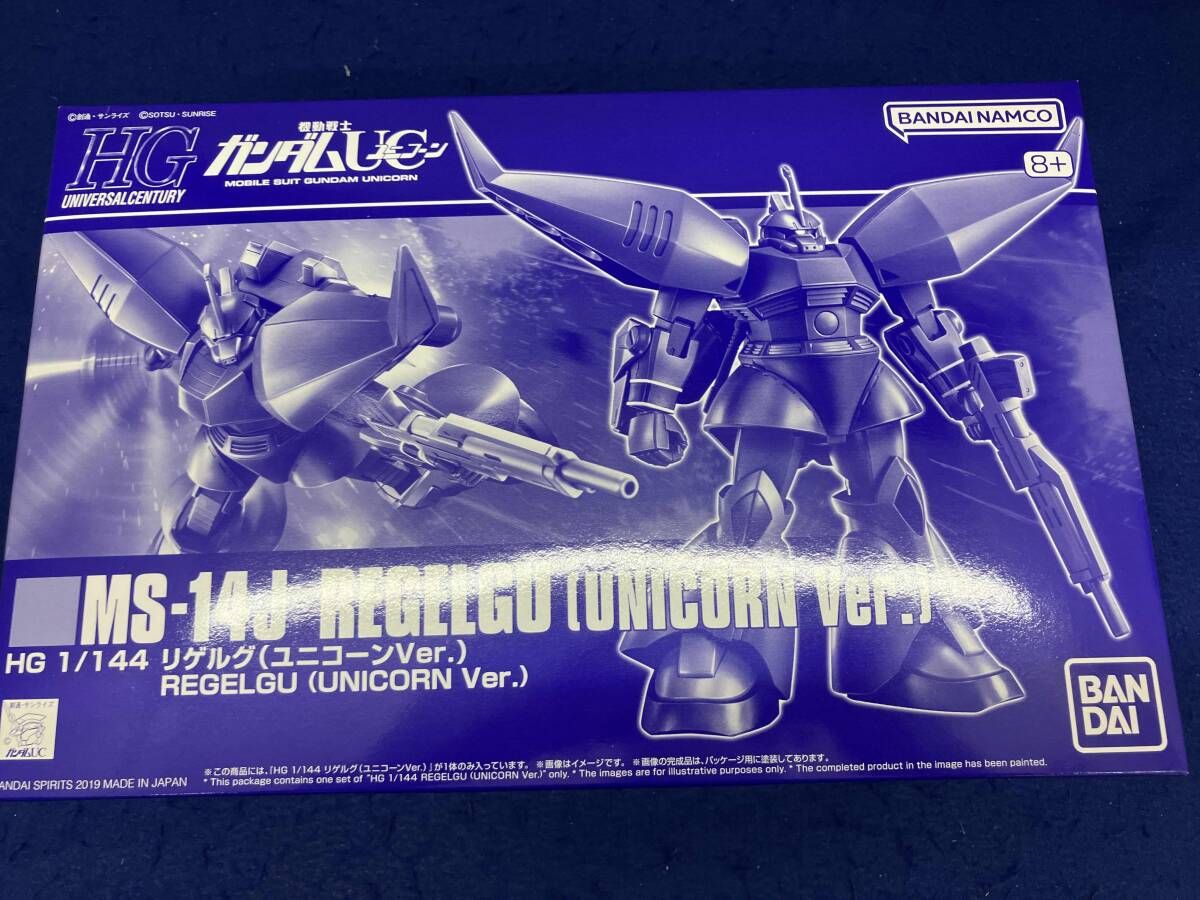 ©創通・サンライズ ©SOTSU・SUNRISE
HG
UNIVERSAL CENTURY
機動戦士
ガンダムUC
ユニコーン
MOBILE SUIT GUNDAM UNICORN
BANDAI NAMCO
8+
MS-14J REGELGU (UNICORN Ver.)
HG 1/144 リゲルグ(ユニコーンVer.)
REGELGU (UNICORN Ver.)
BAN
DAI
創通・サンライズ
ガンダムUC
※この商品には、「HG 1/144 リゲルグ(ユニコーンVer.)」が1体のみ入っています。 ※画像はイメージです。 ※画像の完成品は、パッケージ用に塗装してあります。
* This package contains one set of "HG 1/144 REGELGU (UNICORN Ver.)" only. * The images are for illustrative purposes only. * The completed product in the image has been painted.
ANDAI SPIRITS 2019 MADE IN JAPAN